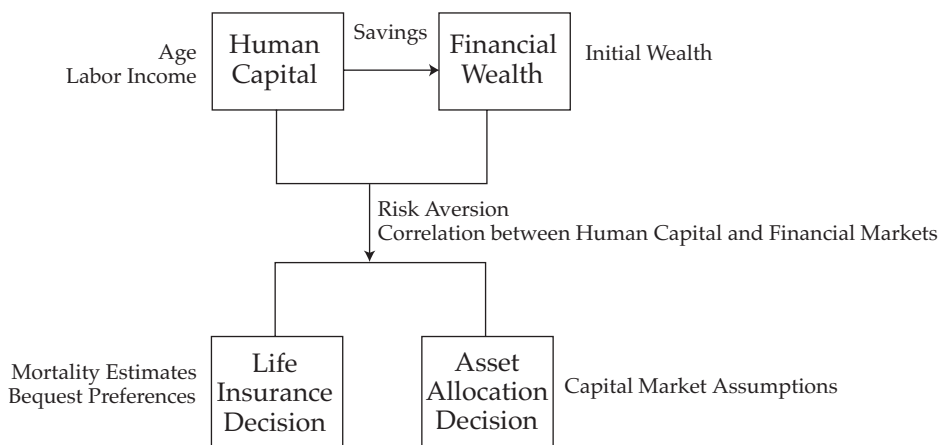 Age
Labor Income
Human
Capital
Savings
Financial
Wealth
Initial Wealth
Risk Aversion
Correlation between Human Capital and Financial Markets
Mortality Estimates
Bequest Preferences
Life
Insurance
Decision
Asset
Allocation
Decision
Capital Market Assumptions